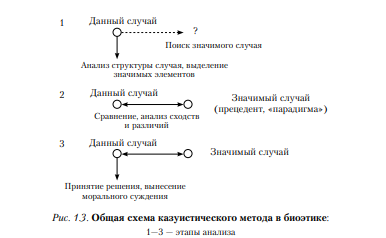 1 Данный случай
?
Поиск значимого случая
Анализ структуры случая, выделение
значимых элементов
2 Данный случай
Значимый случай
(прецедент, «парадигма»)
Сравнение, анализ сходств
и различий
3 Данный случай
Значимый случай
Принятие решения, вынесение
морального суждения
Рис. 1.3. Общая схема казуистического метода в биоэтике:
1—3 — этапы анализа